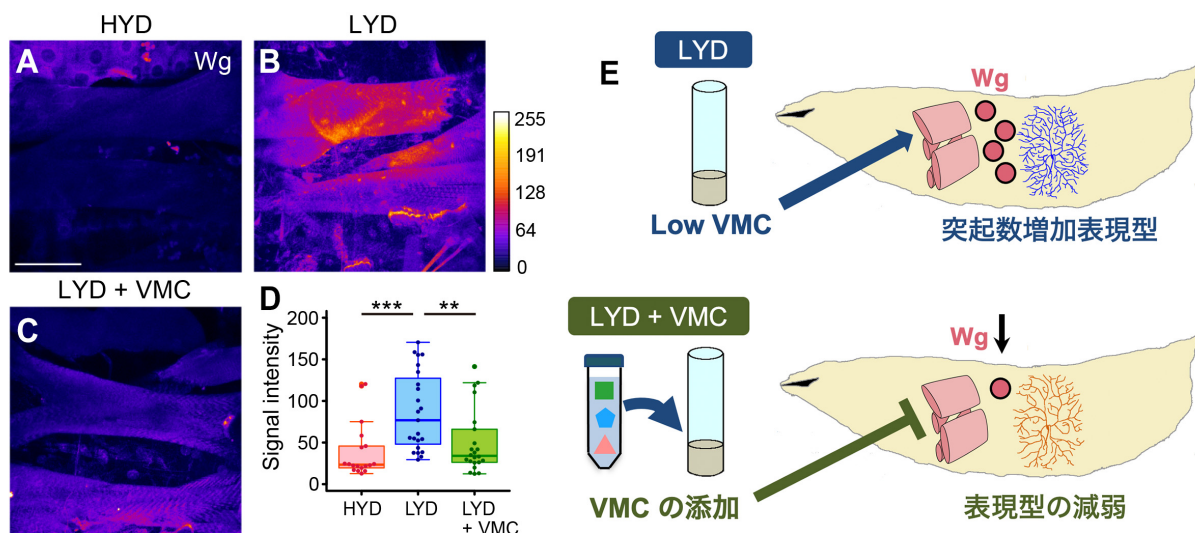 HYD
LYD
A
Wg
B
255
191
128
64
0
LYD + VMC
C
D
***
**
Signal intensity
200
150
100
50
0
HYD
LYD
LYD
+ VMC
E
LYD
Wg
Low VMC
突起数増加表現型
LYD + VMC
Wg
VMC の添加
表現型の減弱